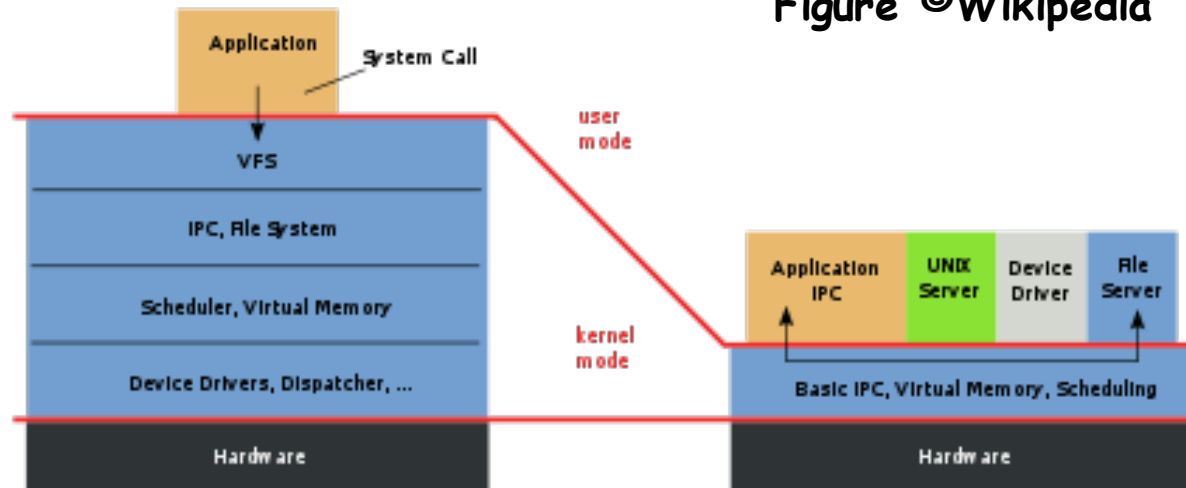 Figure ©Wikipedia
Application
System Call
user
mode
VFS
IPC, File System
Scheduler, Virtual Memory
kernel
mode
Device Drivers, Dispatcher, ...
Hardware
Application
IPC
UNIX
Server
Device
Driver
File
Server
Basic IPC, Virtual Memory, Scheduling
Hardware